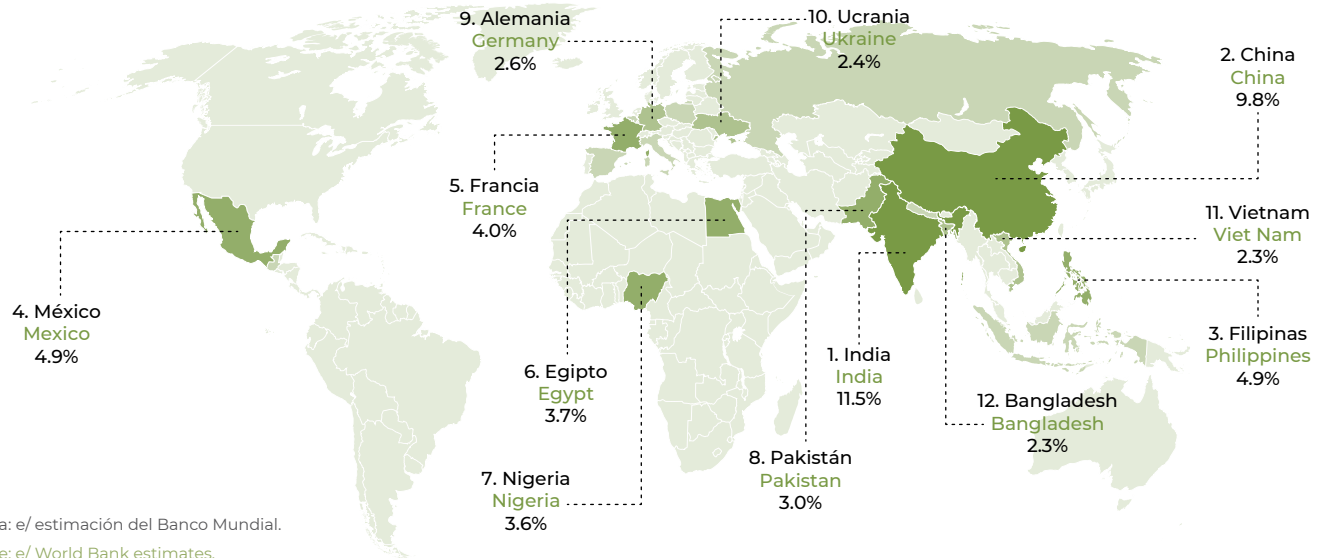 9. Alemania
Germany
2.6%
10. Ucrania
Ukraine
2.4%
2. China
China
9.8%
5. Francia
France
4.0%
11. Vietnam
Viet Nam
2.3%
4. México
Mexico
4.9%
3. Filipinas
Philippines
4.9%
1. India
India
11.5%
6. Egipto
Egypt
3.7%
12. Bangladesh
Bangladesh
2.3%
8. Pakistán
Pakistan
3.0%
7. Nigeria
Nigeria
3.6%
a: e/ estimación del Banco Mundial.
e: e/ World Bank estimates.